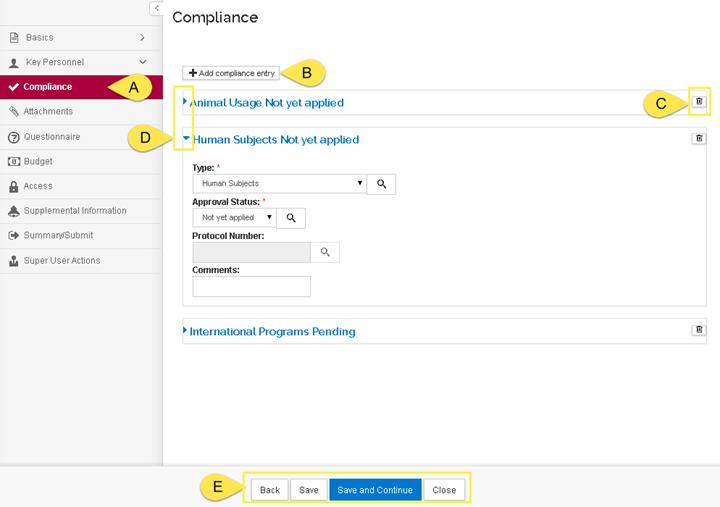 Compliance
Basics
Key Personnel
Compliance
A
Attachments
Questionnaire
Budget
Access
Supplemental Information
Summary/Submit
Super User Actions
Add compliance entry
B
Animal Usage Not yet applied
C
D
Human Subjects Not yet applied
Type: *
Human Subjects
Approval Status: *
Not yet applied
Protocol Number:
Comments:
International Programs Pending
E
Back Save Save and Continue Close